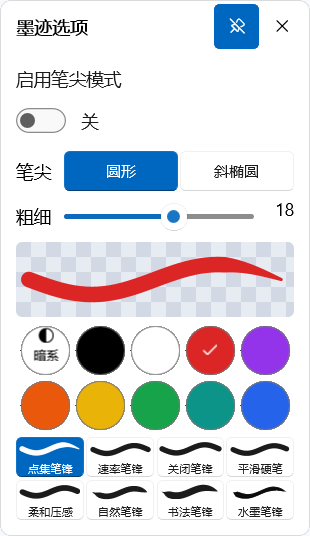 墨迹选项
启用笔尖模式
关
笔尖 圆形 斜椭圆
粗细 18
暗系
点集笔锋 速率笔锋 关闭笔锋 平滑硬笔
柔和压感 自然笔锋 书法笔锋 水墨笔锋